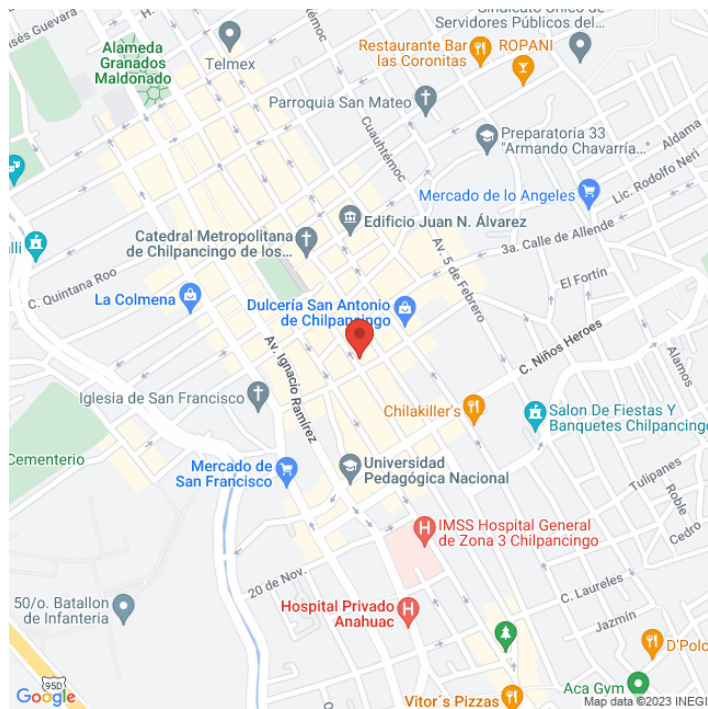 Sindicato Único de
Servidores Públicos del...
Telmex
Alameda
Granados
Maldonado
Restaurante Bar
las Coronitas
ROPANI
Parroquia San Mateo
Cuauhtémoc
Preparatoria 33
"Armando Chavarría..."
Aldama
Lic. Rodolfo Neri
Mercado de lo Angeles
Edificio Juan N. Álvarez
Catedral Metropolitana
de Chilpancingo de los...
3a. Calle de Allende
Av. 5 de Febrero
El Fortín
C. Quintana Roo
La Colmena
Dulcería San Antonio
de Chilpancingo
C. Niños Heroes
Alamos
Av. Ignacio Ramírez
Iglesia de San Francisco
Chilakiller's
Salon De Fiestas Y
Banquetes Chilpancingo
Cementerio
Mercado de
San Francisco
Universidad
Pedagógica Nacional
Tulipanes
Roble
Cedro
IMSS Hospital General
de Zona 3 Chilpancingo
20 de Nov.
C. Laureles
50/o. Batallon
de Infanteria
Hospital Privado
Anahuac
Jazmín
D'Polo
95D
Google
Vitor´s Pizzas
Aca Gym
Map data ©2023 INEGI